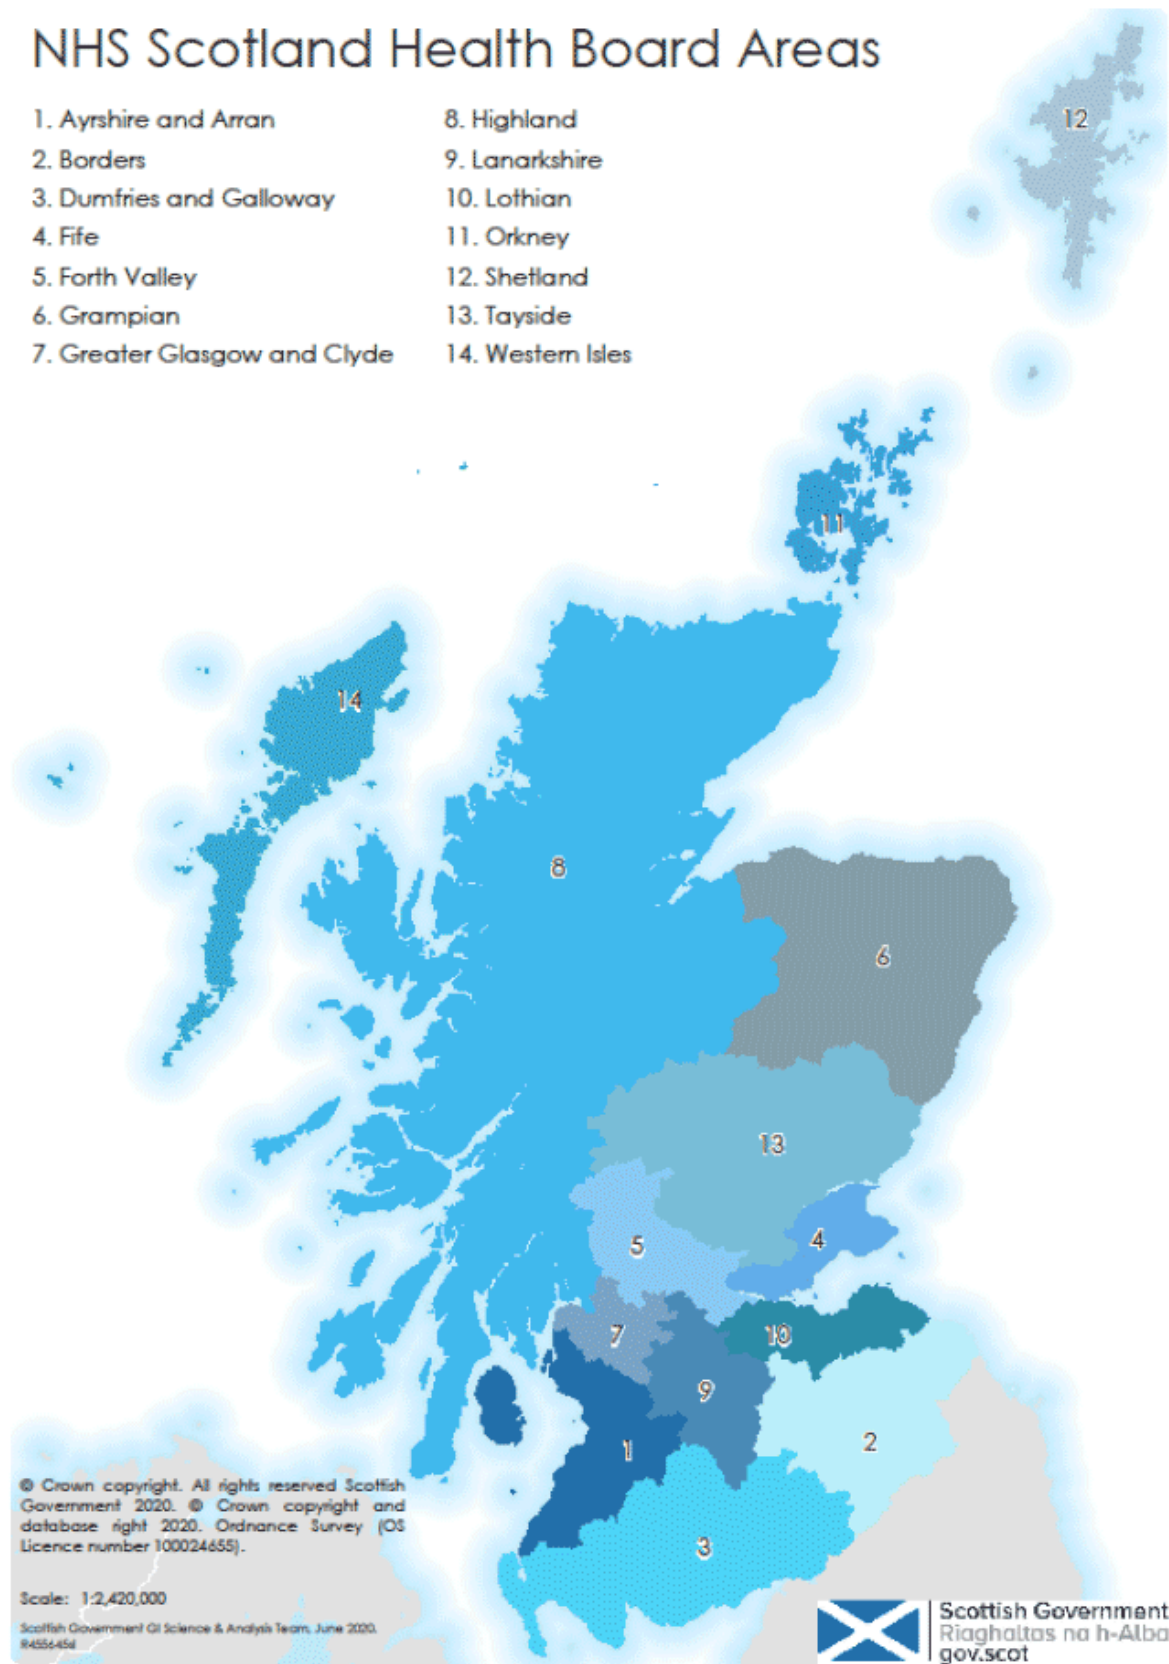 NHS Scotland Health Board Areas
1. Ayrshire and Arran
2. Borders
3. Dumfries and Galloway
4. Fife
5. Forth Valley
6. Grampian
7. Greater Glasgow and Clyde
8. Highland
9. Lanarkshire
10. Lothian
11. Orkney
12. Shetland
13. Tayside
14. Western Isles
12
11
14
8
6
13
5
4
7
10
9
1
2
3
© Crown copyright. All rights reserved Scottish
Government 2020. © Crown copyright and
database right 2020. Ordnance Survey (OS
Licence number 100024655).
Scale: 1:2,420,000
Scottish Government GI Science & Analysis Team, June 2020.
Scottish Government
Riaghaltas na h-Alba
gov.scot